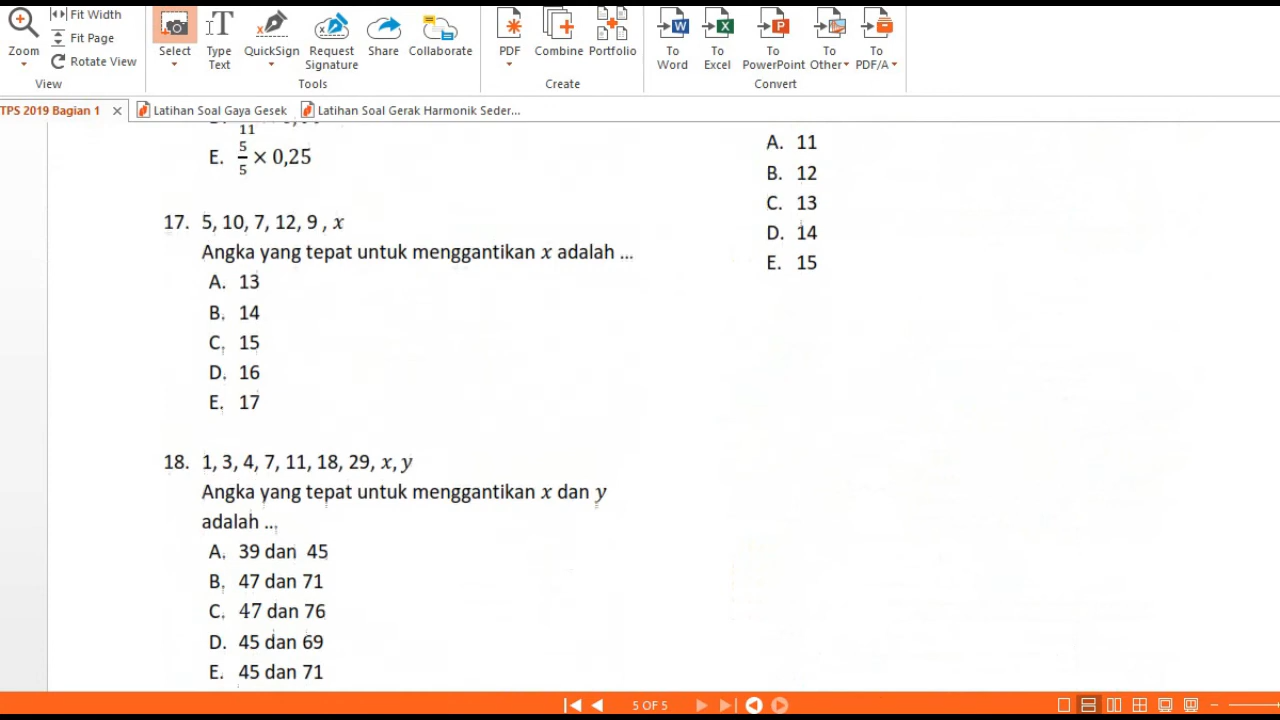 Fit Width
Fit Page
Rotate View
Zoom
View
Select
Type Text
QuickSign
Request Signature
Share
Collaborate
Tools
PDF
Combine
Portfolio
Create
To Word
To Excel
To PowerPoint
To Other
To PDF/A
Convert
TPS 2019 Bagian 1
Latihan Soal Gaya Gesek
Latihan Soal Gerak Harmonik Seder...
11
E. 5/5 × 0,25
17. 5, 10, 7, 12, 9 , x
Angka yang tepat untuk menggantikan x adalah ...
A. 13
B. 14
C. 15
D. 16
E. 17
18. 1, 3, 4, 7, 11, 18, 29, x, y
Angka yang tepat untuk menggantikan x dan y
adalah ...
A. 39 dan 45
B. 47 dan 71
C. 47 dan 76
D. 45 dan 69
E. 45 dan 71
A. 11
B. 12
C. 13
D. 14
E. 15
5 OF 5